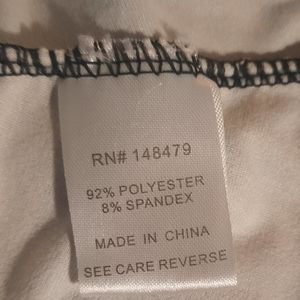 RN# 148479
92% POLYESTER
8% SPANDEX
MADE IN CHINA
SEE CARE REVERSE